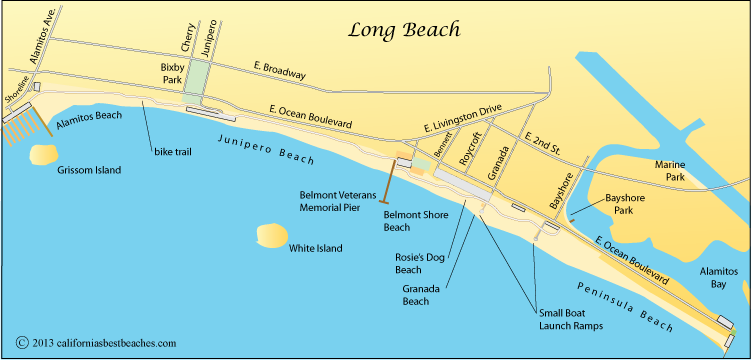 Long Beach
Alamitos Ave.
Cherry
Junipero
Shoreline
Bixby
Park
E. Broadway
E. Ocean Boulevard
E. Livingston Drive
Alamitos Beach
bike trail
Junipero Beach
Grissom Island
Bennett
Roycroft
Granada
E. 2nd St.
Bayshore
Marine
Park
Bayshore
Park
Belmont Veterans
Memorial Pier
Belmont Shore
Beach
White Island
Rosie's Dog
Beach
Granada
Beach
E. Ocean Boulevard
Alamitos
Bay
Small Boat
Launch Ramps
Peninsula Beach
© 2013 californiasbestbeaches.com